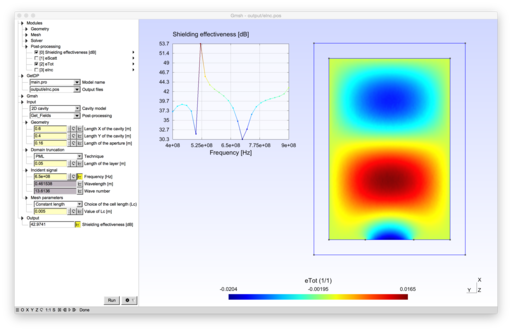 Gmsh - output/einc.pos
Modules
Geometry
Mesh
Solver
Post-processing
[0] Shielding effectiveness [dB]
[1] eScat
[2] eTot
[3] eInc
GetDP
main.pro Model name
output/einc.pos Output files
Gmsh
Input
2D cavity Cavity model
Get_Fields Post-processing
Geometry
0.6 Length X of the cavity [m]
0.4 Length Y of the cavity [m]
0.16 Length of the aperture [m]
Domain truncation
PML Technique
0.05 Length of the layer [m]
Incident signal
6.5e+08 Frequency [Hz]
Wavelength [m]
13.6136 Wave number
Mesh parameters
Constant length Choice of the cell length (Lc)
0.005 Value of Lc [m]
Output
42.9741 Shielding effectiveness [dB]
Run
Shielding effectiveness [dB]
53.7
51.4
49
46.7
44.3
42
39.7
37.3
35
32.7
30.3
4e+08 5.25e+08 6.5e+08 7.75e+08 9e+08
Frequency [Hz]
eTot (1/1)
-0.0204 -0.00195 0.0165
X
Y Z
O X Y Z 1:1 S Done